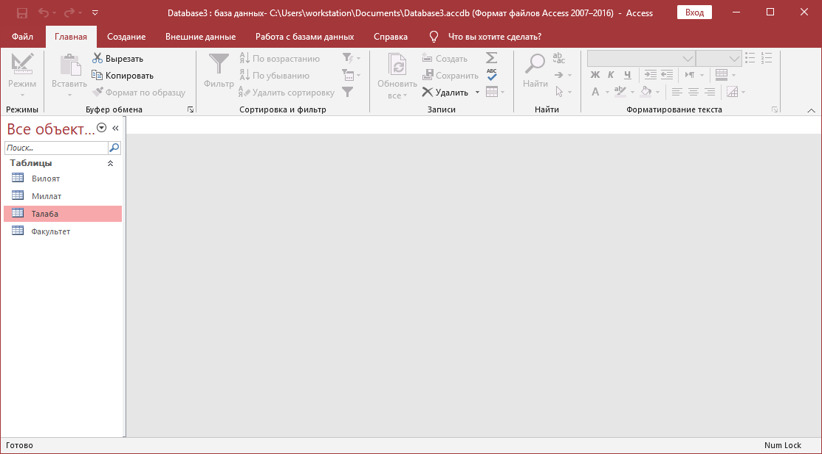 Database3 : база данных- C:\Users\workstation\Documents\Database3.accdb (Формат файлов Access 2007–2016) - Access
Вход
Файл
Главная
Создание
Внешние данные
Работа с базами данных
Справка
Что вы хотите сделать?
Режим
Режимы
Вставить
Вырезать
Копировать
Формат по образцу
Буфер обмена
Фильтр
По возрастанию
По убыванию
Удалить сортировку
Сортировка и фильтр
Обновить
все
Создать
Сохранить
Удалить
Записи
Найти
Найти
Ж К Ч
Форматирование текста
Все объект...
Поиск...
Таблицы
Вилоят
Миллат
Талаба
Факультет
Готово
Num Lock